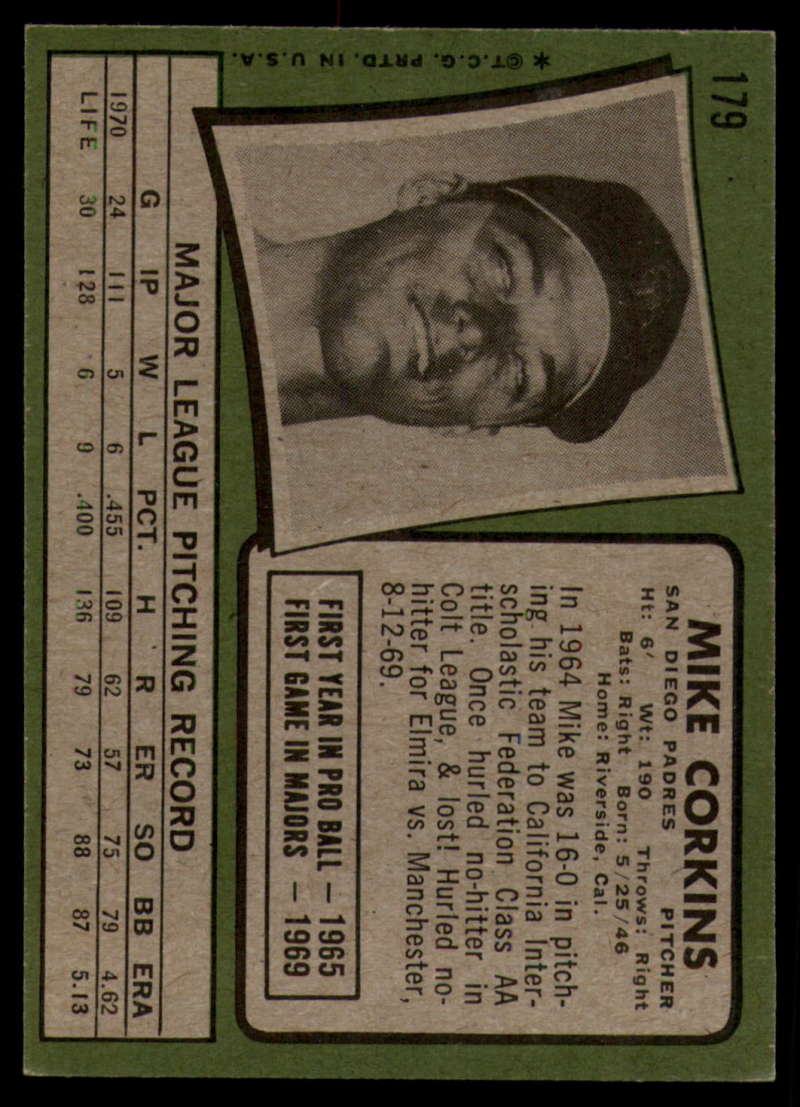 179
✶ ©T.C.G. PRTD. IN U.S.A.
MIKE CORKINS
SAN DIEGO PADRES PITCHER
Ht: 6' Wt: 190 Throws: Right
Bats: Right Born: 5/25/46
Home: Riverside, Cal.
In 1964 Mike was 16-0 in pitch-
ing his team to California Inter-
scholastic Federation Class AA
title. Once hurled no-hitter in
Colt League, & lost! Hurled no-
hitter for Elmira vs. Manchester,
8-12-69.
FIRST YEAR IN PRO BALL — 1965
FIRST GAME IN MAJORS — 1969
MAJOR LEAGUE PITCHING RECORD
G IP W L PCT. H R ER SO BB ERA
1970 24 111 5 6 .455 109 62 57 75 79 4.62
LIFE 30 128 6 9 .400 136 79 73 88 87 5.13